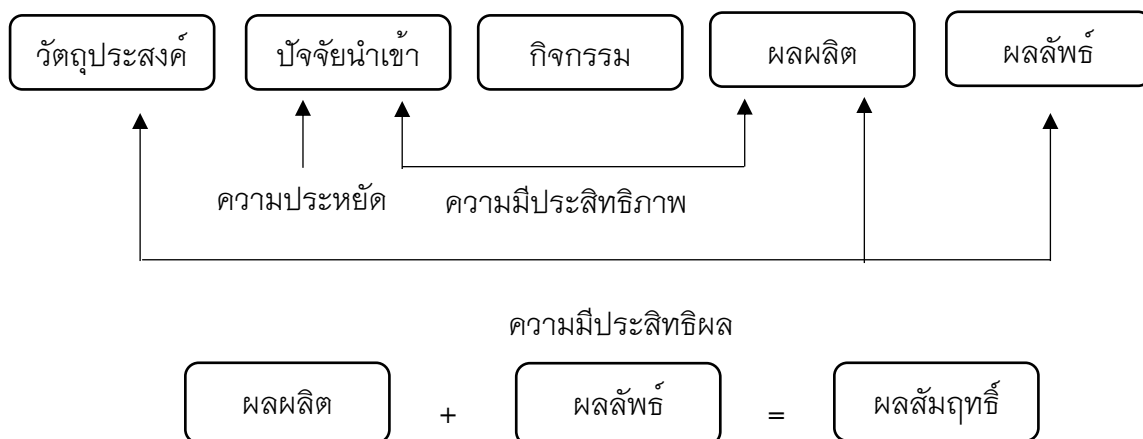 วัตถุประสงค์ ปัจจัยนำเข้า กิจกรรม ผลผลิต ผลลัพธ์
ความประหยัด ความมีประสิทธิภาพ
ความมีประสิทธิผล
ผลผลิต + ผลลัพธ์ = ผลสัมฤทธิ์